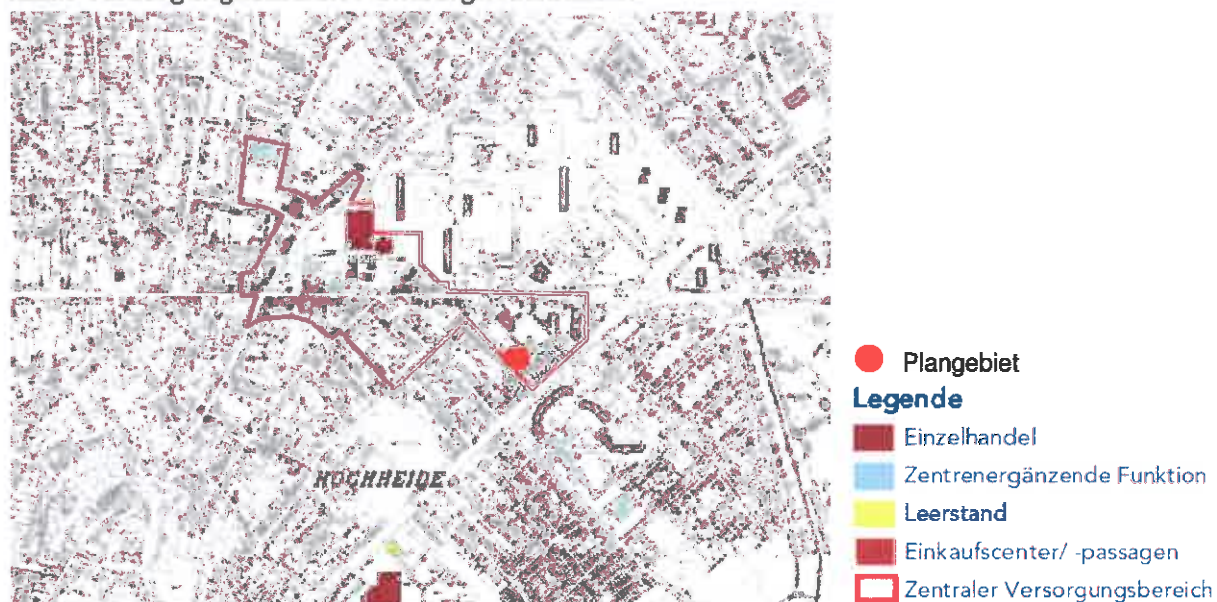 HOCHHEIDE
Plangebiet
Legende
Einzelhandel
Zentrenergänzende Funktion
Leerstand
Einkaufscenter/ -passagen
Zentraler Versorgungsbereich